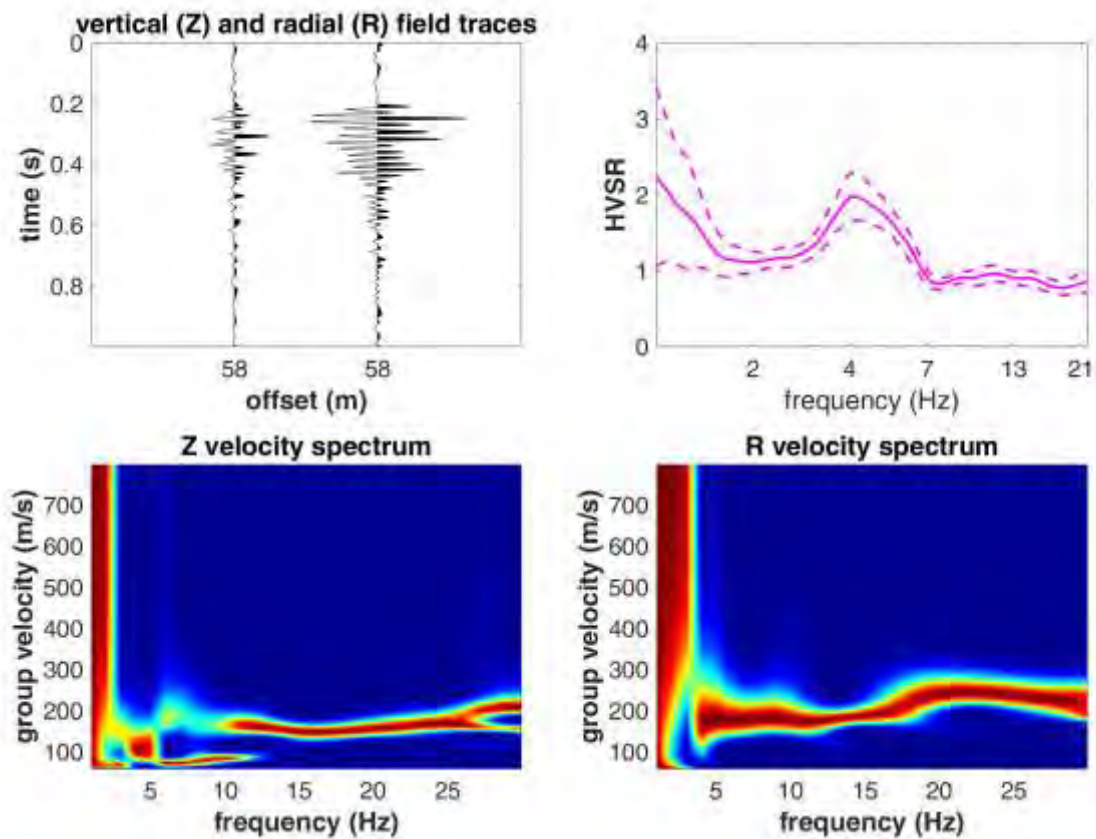 vertical (Z) and radial (R) field traces
0
0.2
0.4
0.6
0.8
time (s)
58 58
offset (m)
4
3
2
1
0
HVSR
2 4 7 13 21
frequency (Hz)
Z velocity spectrum
700
600
500
400
300
200
100
group velocity (m/s)
5 10 15 20 25
frequency (Hz)
R velocity spectrum
700
600
500
400
300
200
100
group velocity (m/s)
5 10 15 20 25
frequency (Hz)